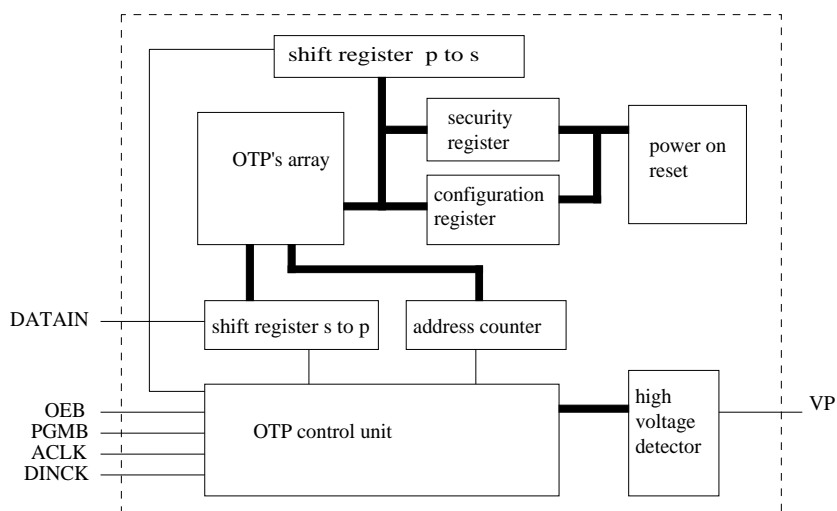 shift register p to s
security
register
OTP's array
power on
reset
configuration
register
DATAIN
shift register s to p
address counter
OEB
PGMB
ACLK
DINCK
OTP control unit
high
voltage
detector
VP